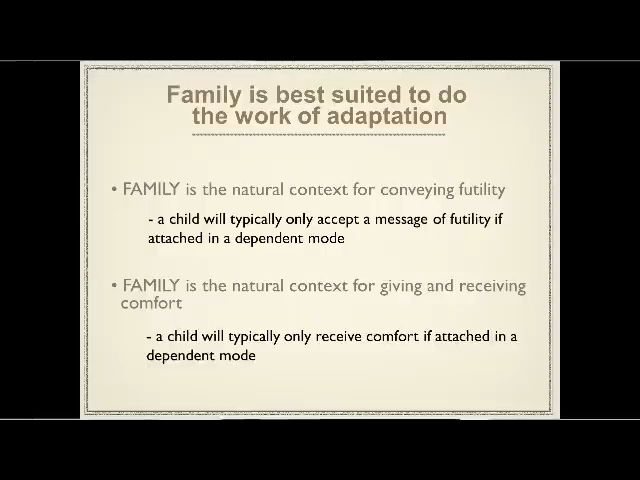 Family is best suited to do
the work of adaptation
• FAMILY is the natural context for conveying futility
- a child will typically only accept a message of futility if
attached in a dependent mode
• FAMILY is the natural context for giving and receiving
comfort
- a child will typically only receive comfort if attached in a
dependent mode